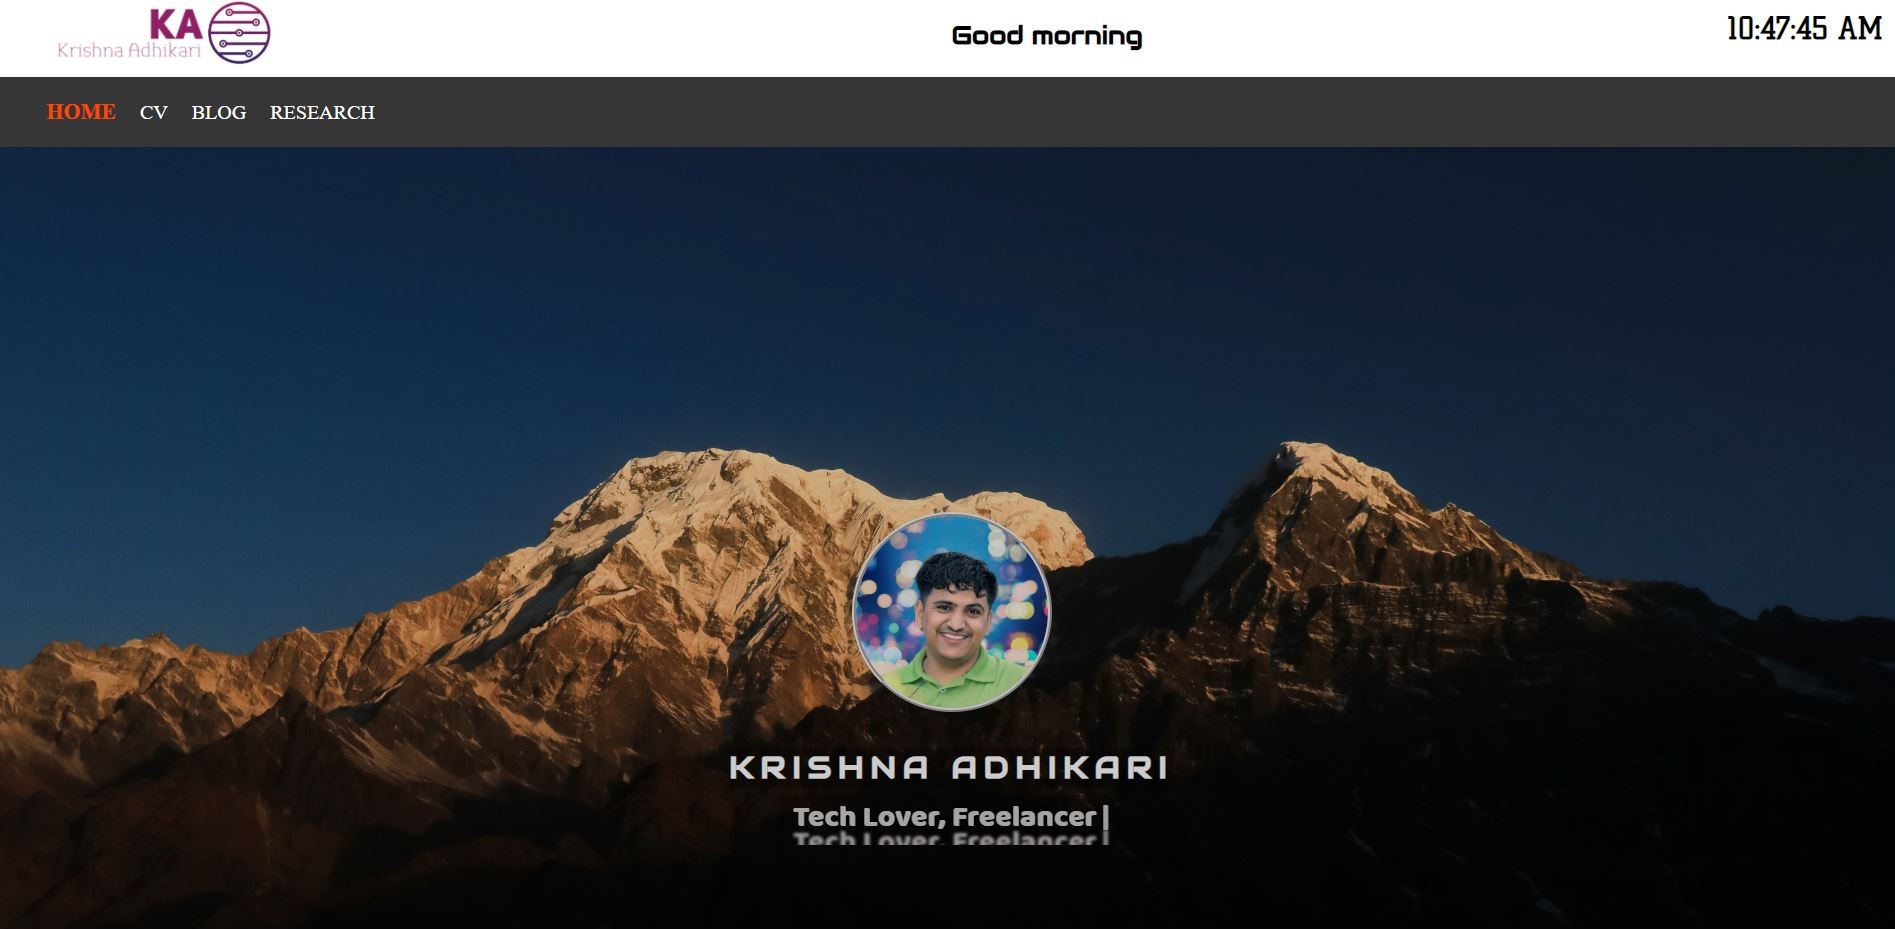 KA
Krishna Adhikari
Good morning
10:47:45 AM
HOME CV BLOG RESEARCH
KRISHNA ADHIKARI
Tech Lover, Freelancer |
Tech Lover, Freelancer |